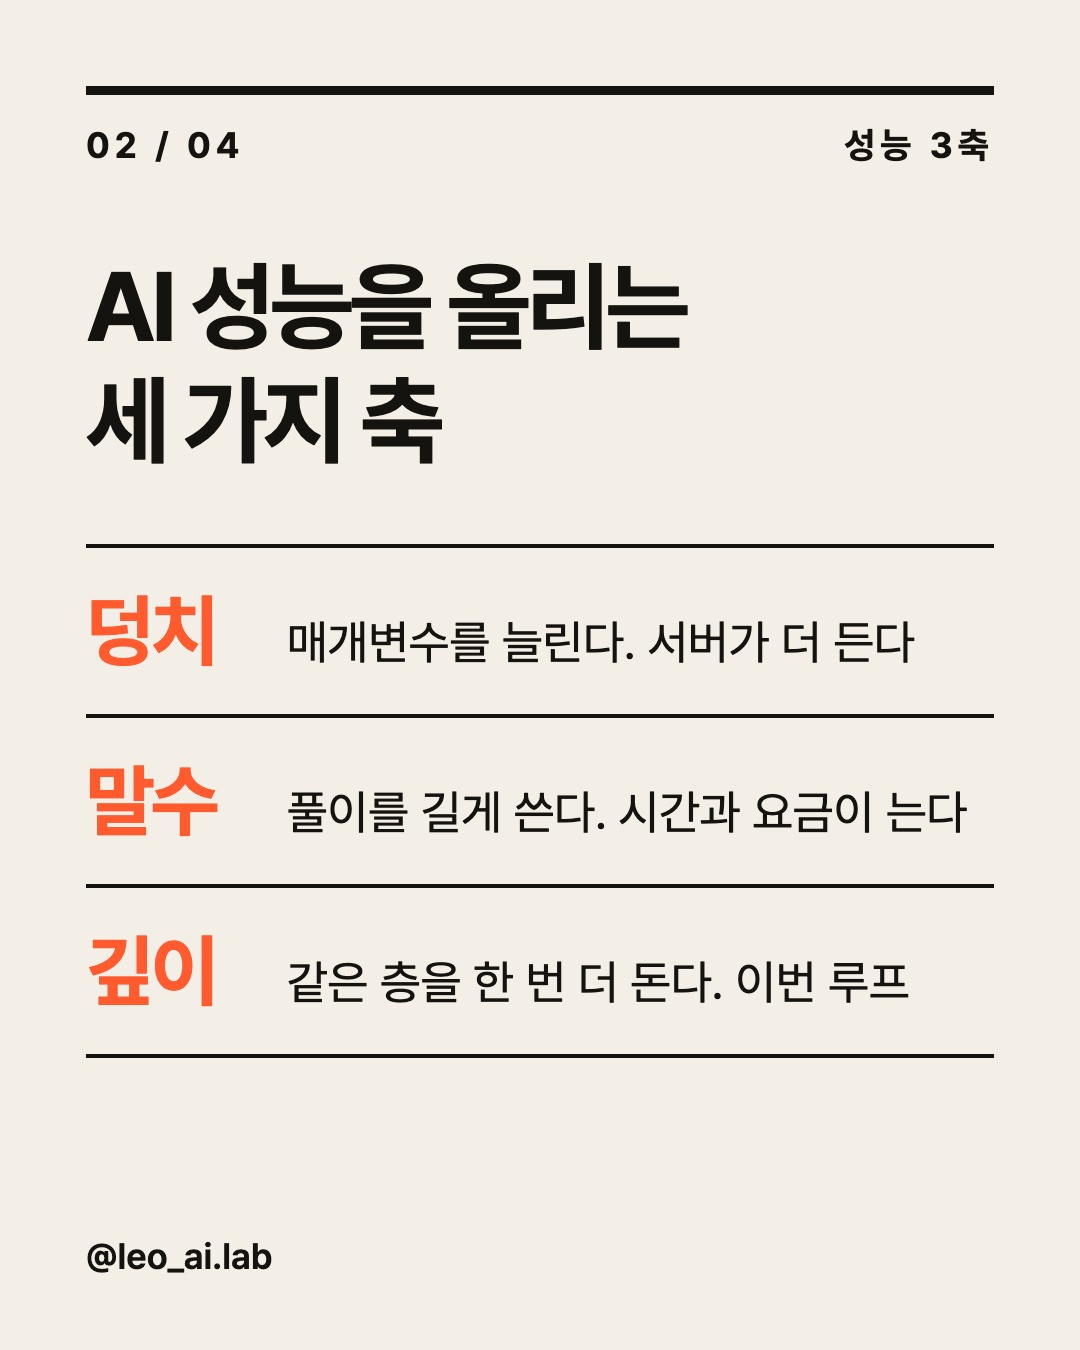 02 / 04
성능 3축
AI 성능을 올리는
세 가지 축
덩치
매개변수를 늘린다. 서버가 더 든다
말수
풀이를 길게 쓴다. 시간과 요금이 는다
깊이
같은 층을 한 번 더 돈다. 이번 루프
@leo_ai.lab